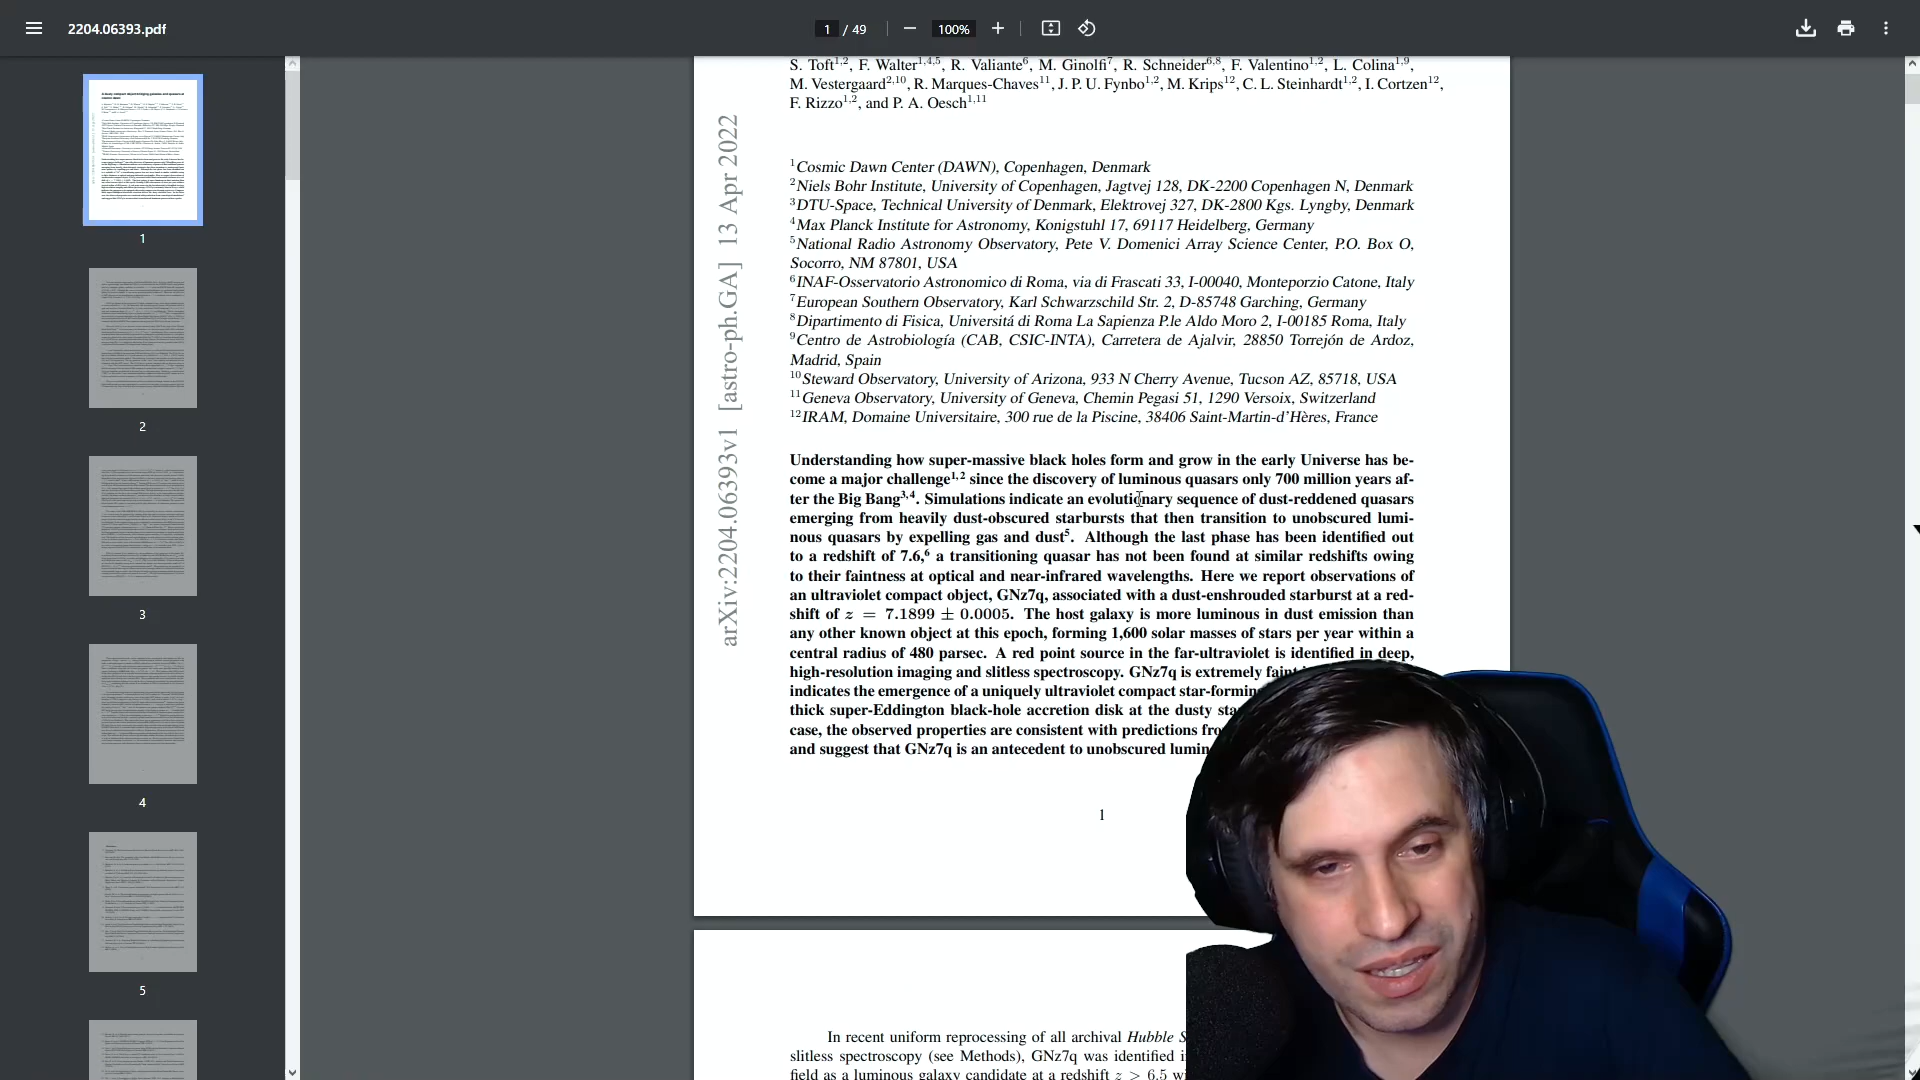 2204.06393.pdf
1 / 49
100%
1
2
3
4
5
arXiv:2204.06393v1 [astro-ph.GA] 13 Apr 2022
S. Toft1,2, F. Walter1,4,5, R. Valiante6, M. Ginolfi7, R. Schneider6,8, F. Valentino1,2, L. Colina1,9,
M. Vestergaard2,10, R. Marques-Chaves11, J. P. U. Fynbo1,2, M. Krips12, C. L. Steinhardt1,2, I. Cortzen12,
F. Rizzo1,2, and P. A. Oesch1,11
1Cosmic Dawn Center (DAWN), Copenhagen, Denmark
2Niels Bohr Institute, University of Copenhagen, Jagtvej 128, DK-2200 Copenhagen N, Denmark
3DTU-Space, Technical University of Denmark, Elektrovej 327, DK-2800 Kgs. Lyngby, Denmark
4Max Planck Institute for Astronomy, Konigstuhl 17, 69117 Heidelberg, Germany
5National Radio Astronomy Observatory, Pete V. Domenici Array Science Center, P.O. Box O,
Socorro, NM 87801, USA
6INAF-Osservatorio Astronomico di Roma, via di Frascati 33, I-00040, Monteporzio Catone, Italy
7European Southern Observatory, Karl Schwarzschild Str. 2, D-85748 Garching, Germany
8Dipartimento di Fisica, Universitá di Roma La Sapienza P.le Aldo Moro 2, I-00185 Roma, Italy
9Centro de Astrobiología (CAB, CSIC-INTA), Carretera de Ajalvir, 28850 Torrejón de Ardoz,
Madrid, Spain
10Steward Observatory, University of Arizona, 933 N Cherry Avenue, Tucson AZ, 85718, USA
11Geneva Observatory, University of Geneva, Chemin Pegasi 51, 1290 Versoix, Switzerland
12IRAM, Domaine Universitaire, 300 rue de la Piscine, 38406 Saint-Martin-d'Hères, France
Understanding how super-massive black holes form and grow in the early Universe has be-
come a major challenge1,2 since the discovery of luminous quasars only 700 million years af-
ter the Big Bang3,4. Simulations indicate an evolutionary sequence of dust-reddened quasars
emerging from heavily dust-obscured starbursts that then transition to unobscured lumi-
nous quasars by expelling gas and dust5. Although the last phase has been identified out
to a redshift of 7.6,6 a transitioning quasar has not been found at similar redshifts owing
to their faintness at optical and near-infrared wavelengths. Here we report observations of
an ultraviolet compact object, GNz7q, associated with a dust-enshrouded starburst at a red-
shift of z = 7.1899 ± 0.0005. The host galaxy is more luminous in dust emission than
any other known object at this epoch, forming 1,600 solar masses of stars per year within a
central radius of 480 parsec. A red point source in the far-ultraviolet is identified in deep,
high-resolution imaging and slitless spectroscopy. GNz7q is extremely faint
indicates the emergence of a uniquely ultraviolet compact star-formin
thick super-Eddington black-hole accretion disk at the dusty sta
case, the observed properties are consistent with predictions fro
and suggest that GNz7q is an antecedent to unobscured lumin
1
In recent uniform reprocessing of all archival Hubble S
slitless spectroscopy (see Methods), GNz7q was identified i
field as a luminous galaxy candidate at a redshift z > 6.5 wi